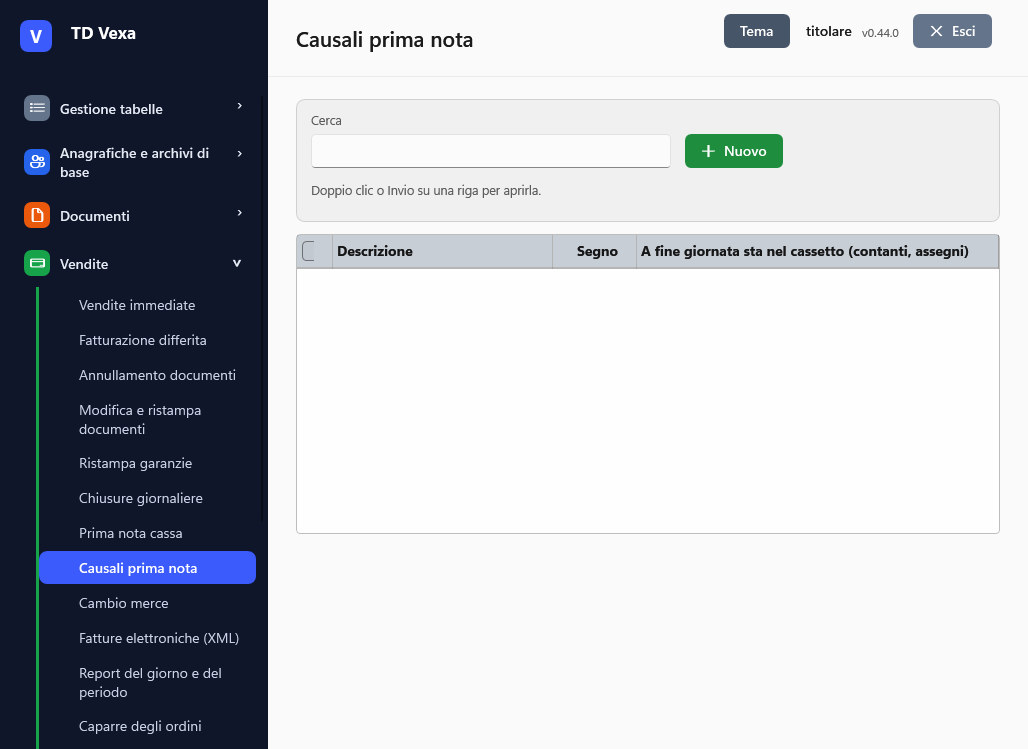 V
TD Vexa
Gestione tabelle
Anagrafiche e archivi di
base
Documenti
Vendite
Vendite immediate
Fatturazione differita
Annullamento documenti
Modifica e ristampa
documenti
Ristampa garanzie
Chiusure giornaliere
Prima nota cassa
Causali prima nota
Cambio merce
Fatture elettroniche (XML)
Report del giorno e del
periodo
Caparre degli ordini
Causali prima nota
Tema
titolare
v0.44.0
Esci
Cerca
Nuovo
Doppio clic o Invio su una riga per aprirla.
Descrizione
Segno
A fine giornata sta nel cassetto (contanti, assegni)